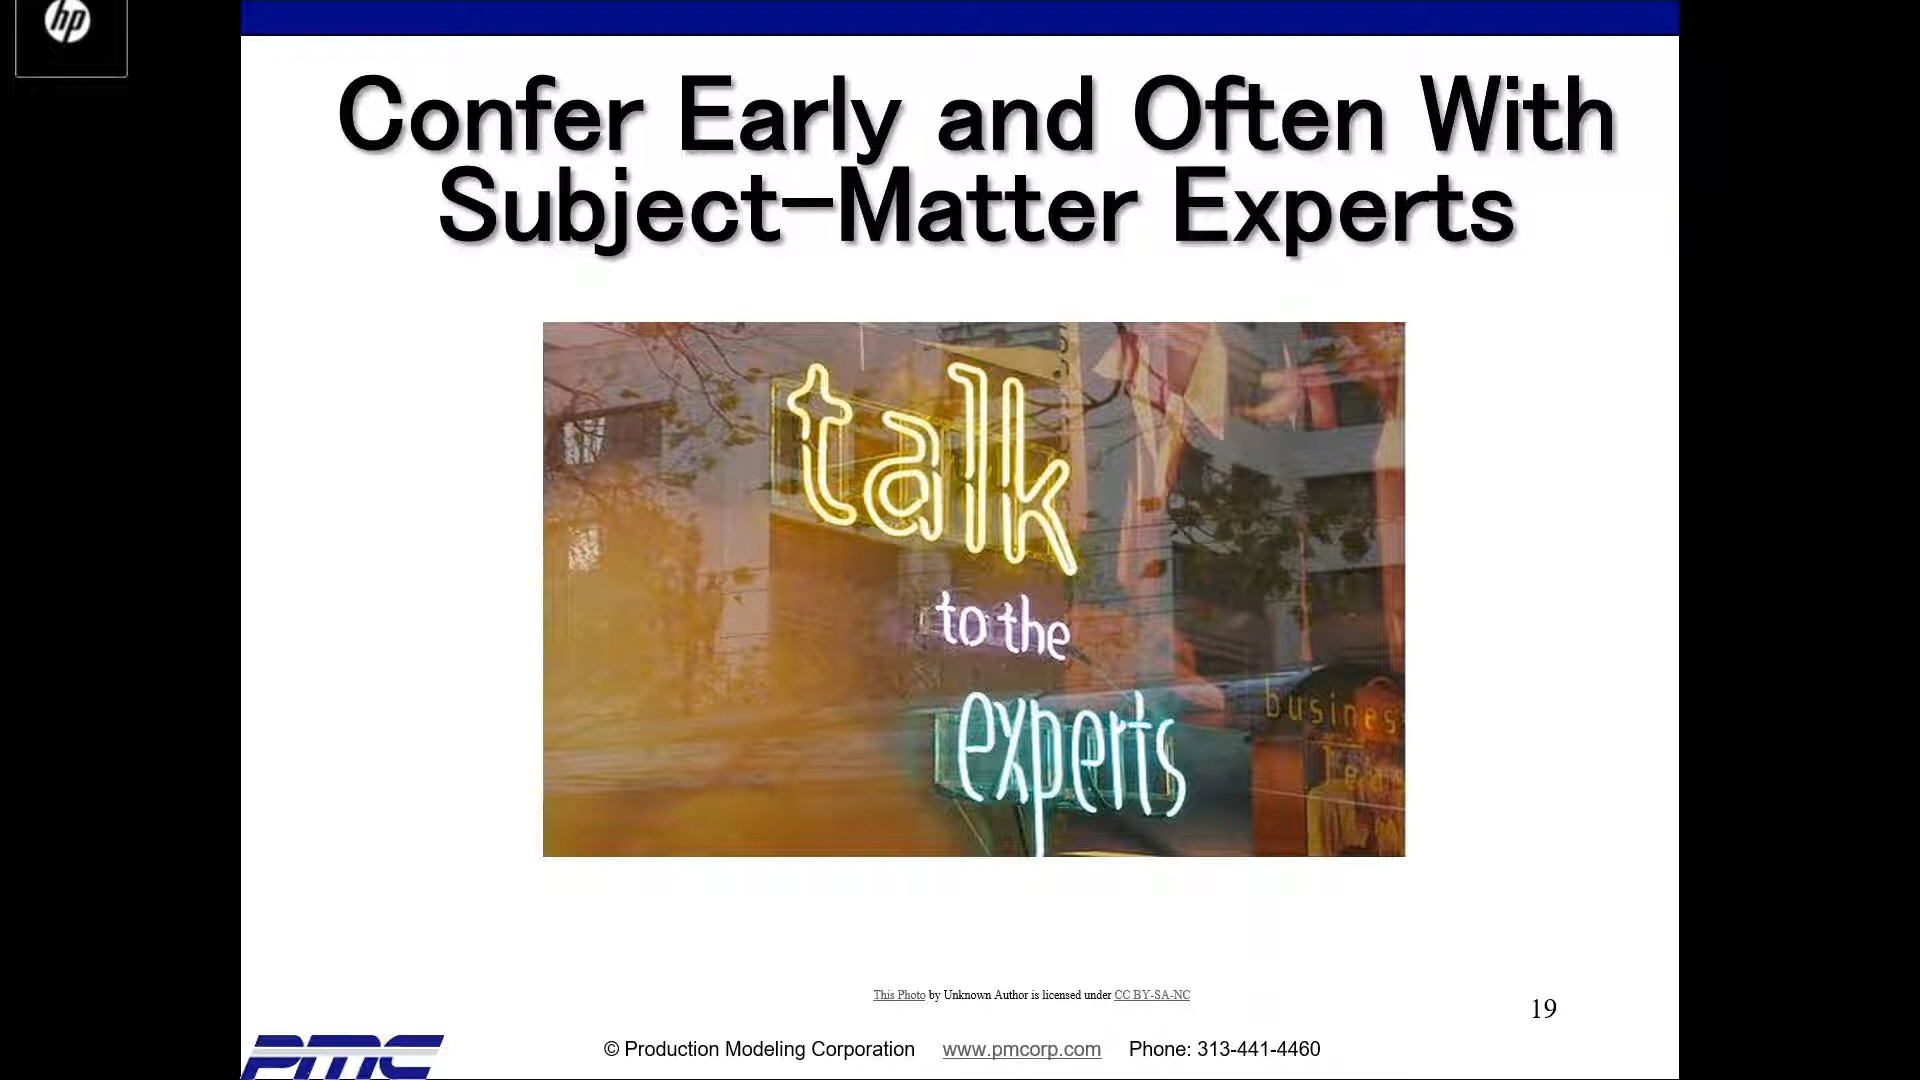 hp
Confer Early and Often With
Subject-Matter Experts
talk
to the
experts
busines
This Photo by Unknown Author is licensed under CC BY-SA-NC
19
PMC
© Production Modeling Corporation www.pmcorp.com Phone: 313-441-4460